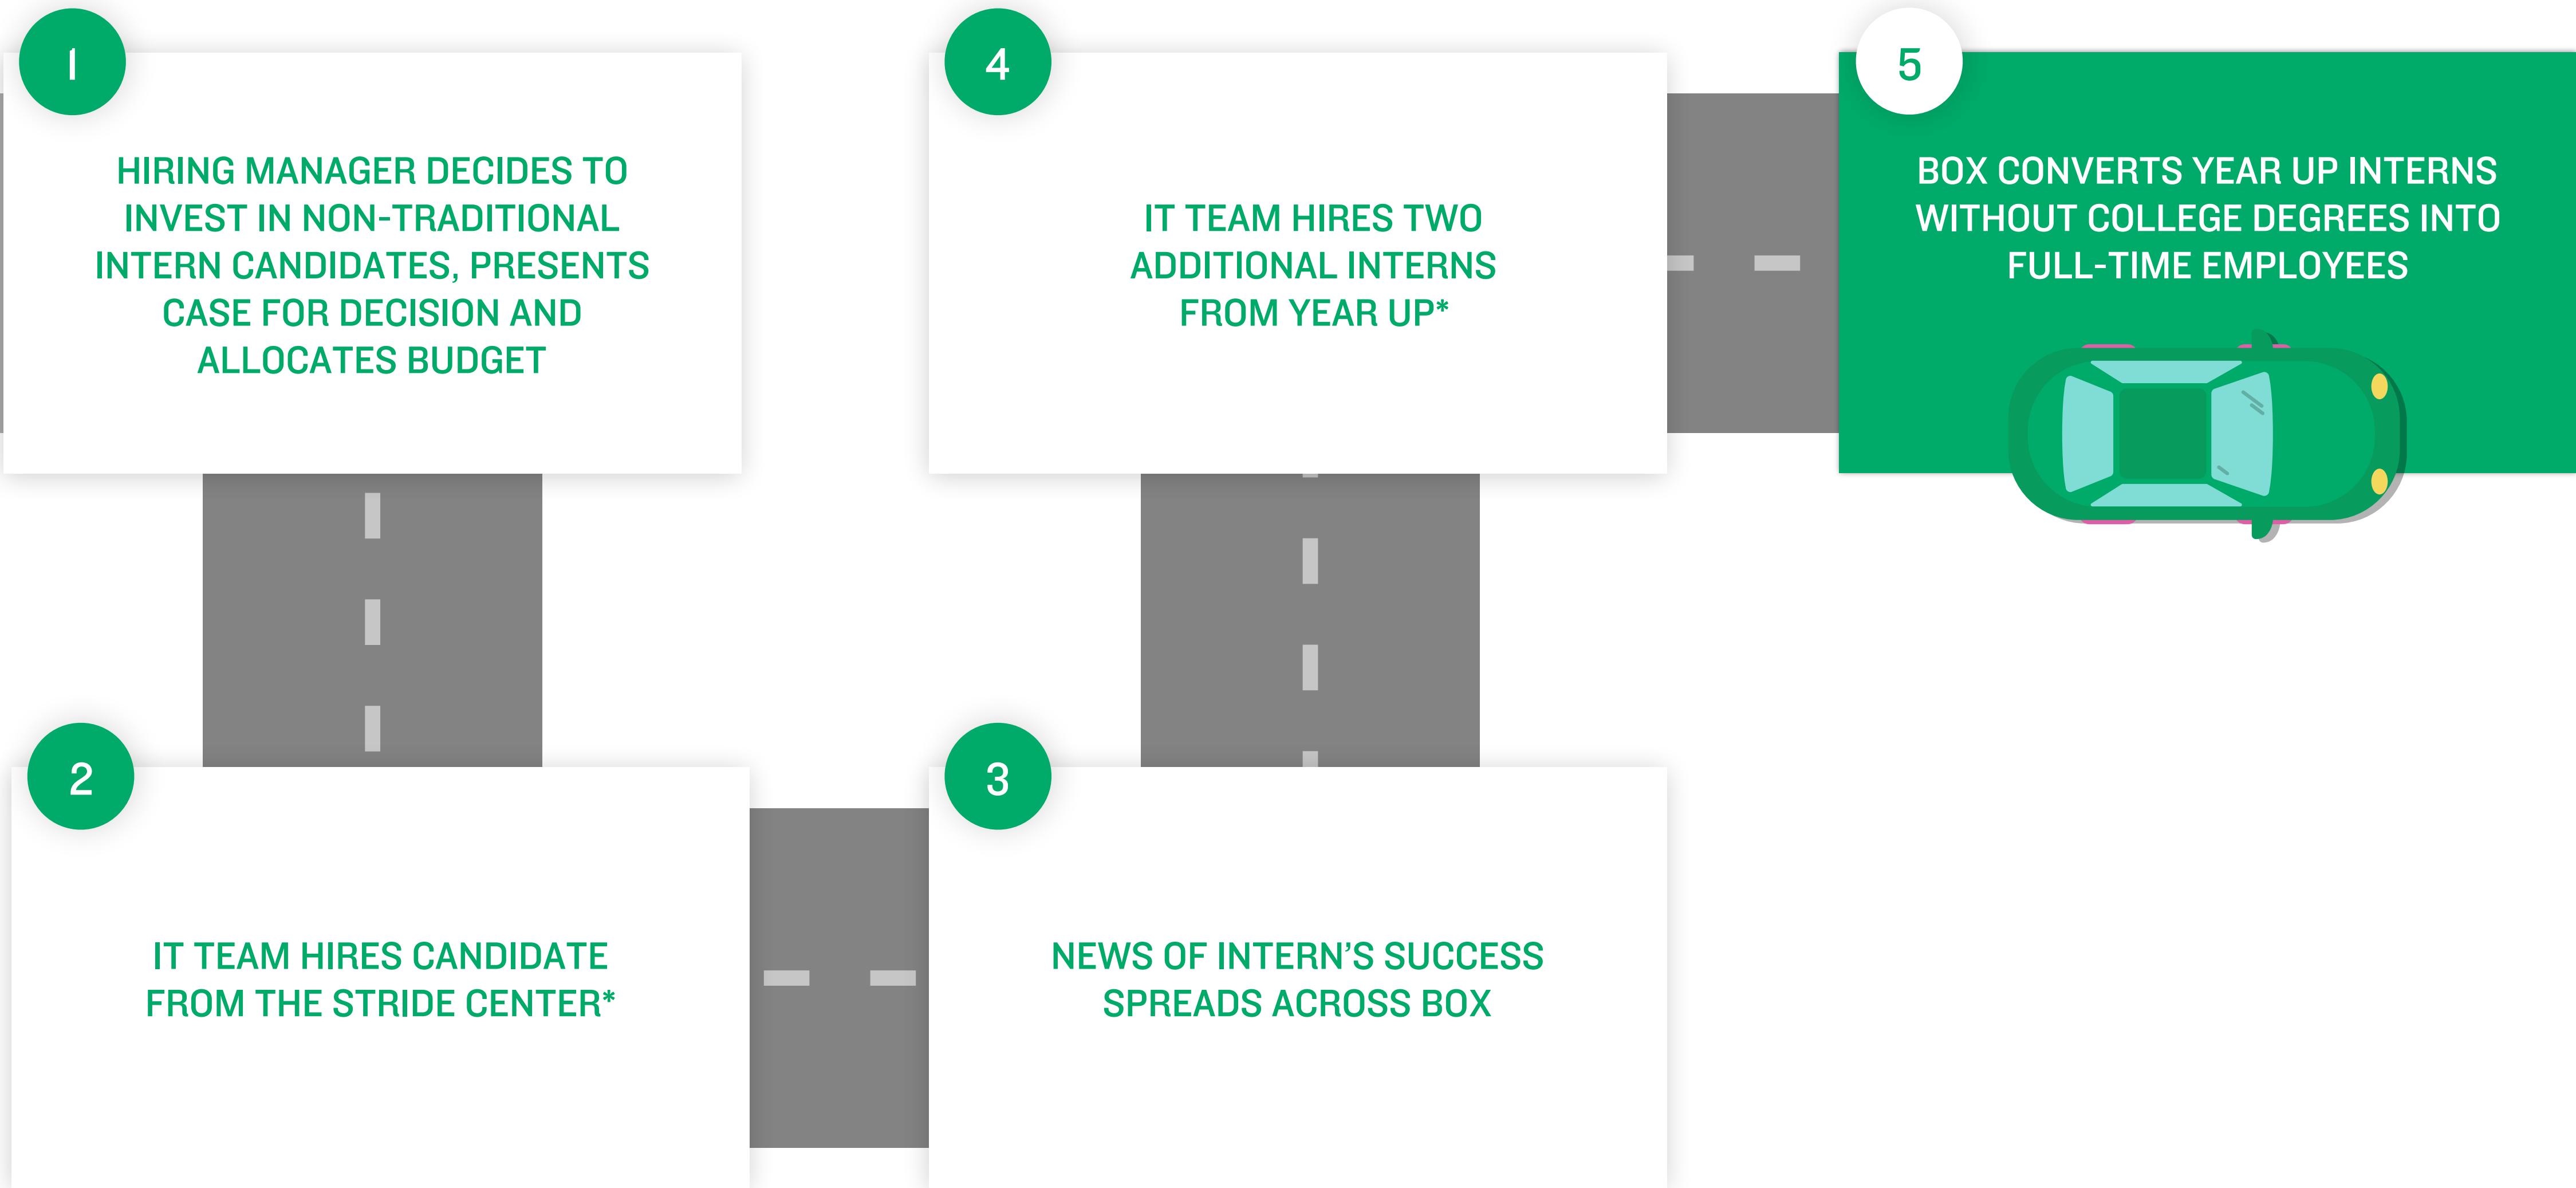 1
HIRING MANAGER DECIDES TO
INVEST IN NON-TRADITIONAL
INTERN CANDIDATES, PRESENTS
CASE FOR DECISION AND
ALLOCATES BUDGET
2
IT TEAM HIRES CANDIDATE
FROM THE STRIDE CENTER*
3
NEWS OF INTERN’S SUCCESS
SPREADS ACROSS BOX
4
IT TEAM HIRES TWO
ADDITIONAL INTERNS
FROM YEAR UP*
5
BOX CONVERTS YEAR UP INTERNS
WITHOUT COLLEGE DEGREES INTO
FULL-TIME EMPLOYEES